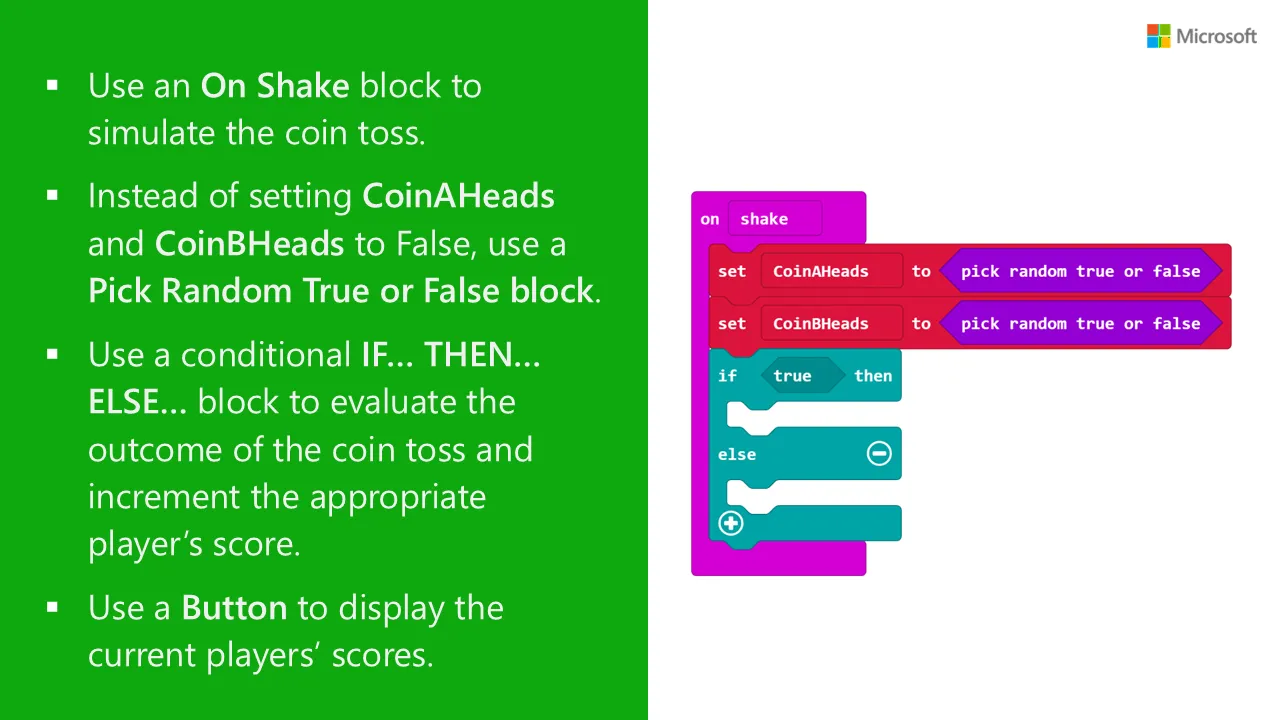 Microsoft
▪ Use an On Shake block to
simulate the coin toss.
▪ Instead of setting CoinAHeads
and CoinBHeads to False, use a
Pick Random True or False block.
▪ Use a conditional IF... THEN...
ELSE... block to evaluate the
outcome of the coin toss and
increment the appropriate
player’s score.
▪ Use a Button to display the
current players’ scores.
on shake
set CoinAHeads to pick random true or false
set CoinBHeads to pick random true or false
if true then
else